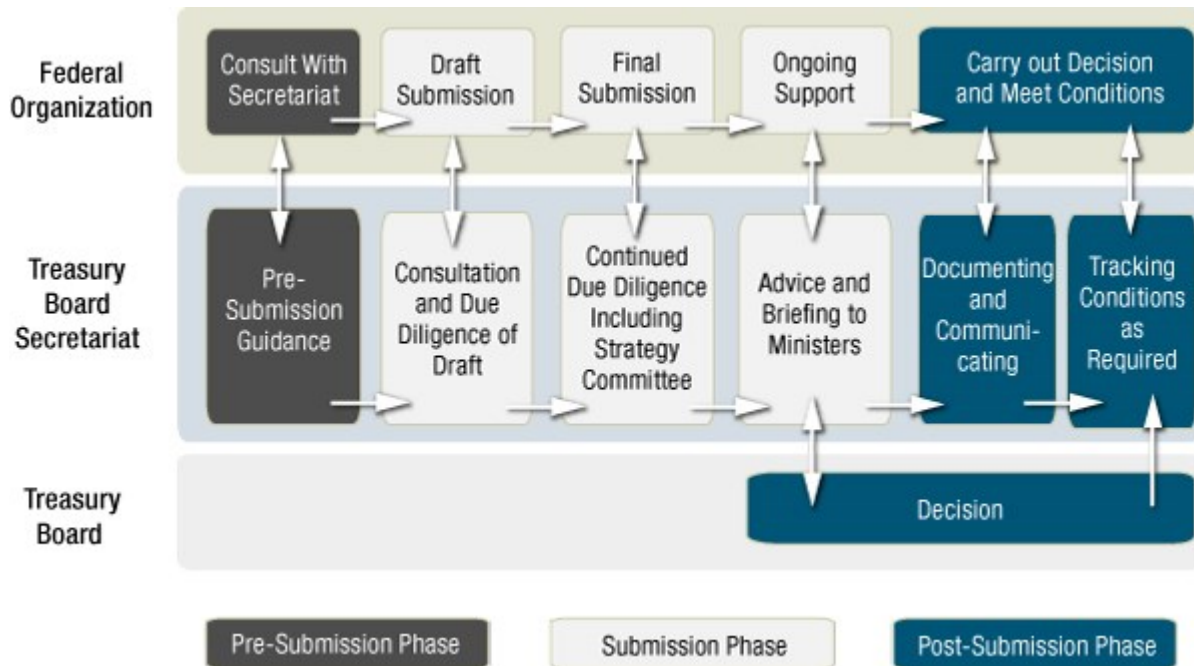 Federal
Organization
Consult With
Secretariat
Draft
Submission
Final
Submission
Ongoing
Support
Carry out Decision
and Meet Conditions
Treasury
Board
Secretariat
Pre-
Submission
Guidance
Consultation
and Due
Diligence of
Draft
Continued
Due Diligence
Including
Strategy
Committee
Advice and
Briefing to
Ministers
Documenting
and
Communi-
cating
Tracking
Conditions
as
Required
Treasury
Board
Decision
Pre-Submission Phase
Submission Phase
Post-Submission Phase